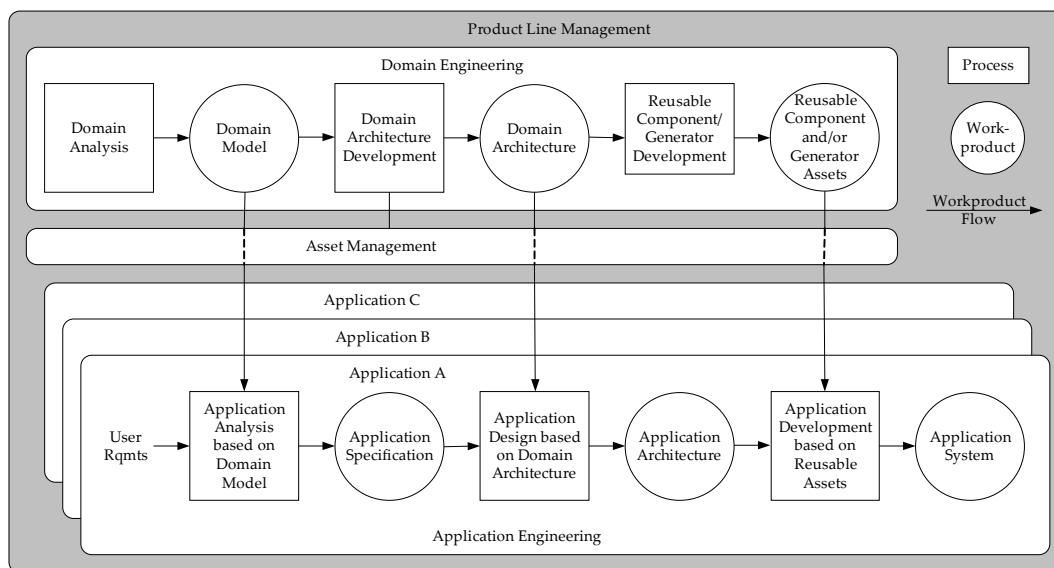 Product Line Management
Domain Engineering
Domain
Analysis
Domain
Model
Domain
Architecture
Development
Domain
Architecture
Reusable
Component/
Generator
Development
Reusable
Component
and/or
Generator
Assets
Process
Work-
product
Workproduct
Flow
Asset Management
Application C
Application B
Application A
User
Rqmts
Application
Analysis
based on
Domain
Model
Application
Specification
Application
Design based
on Domain
Architecture
Application
Architecture
Application
Development
based on
Reusable
Assets
Application
System
Application Engineering